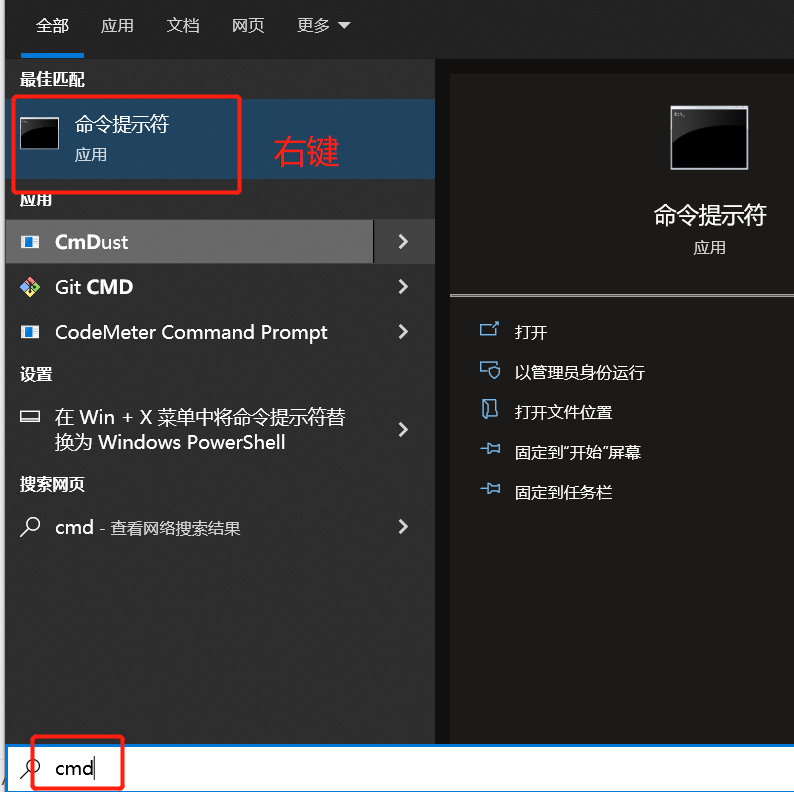 全部 应用 文档 网页 更多
最佳匹配
命令提示符
应用
右键
应用
CmDust
Git CMD
CodeMeter Command Prompt
设置
在 Win + X 菜单中将命令提示符替
换为 Windows PowerShell
搜索网页
cmd - 查看网络搜索结果
命令提示符
应用
打开
以管理员身份运行
打开文件位置
固定到“开始”屏幕
固定到任务栏
cmd